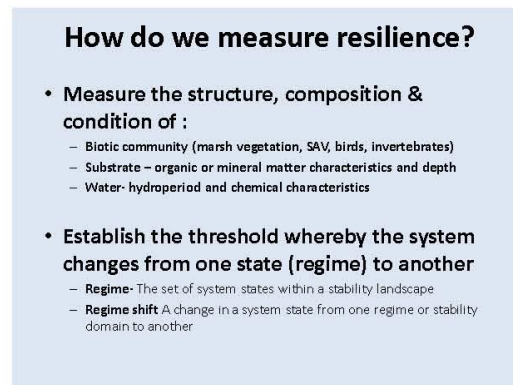 How do we measure resilience?
• Measure the structure, composition &
condition of :
– Biotic community (marsh vegetation, SAV, birds, invertebrates)
– Substrate – organic or mineral matter characteristics and depth
– Water- hydroperiod and chemical characteristics
• Establish the threshold whereby the system
changes from one state (regime) to another
– Regime- The set of system states within a stability landscape
– Regime shift A change in a system state from one regime or stability
domain to another